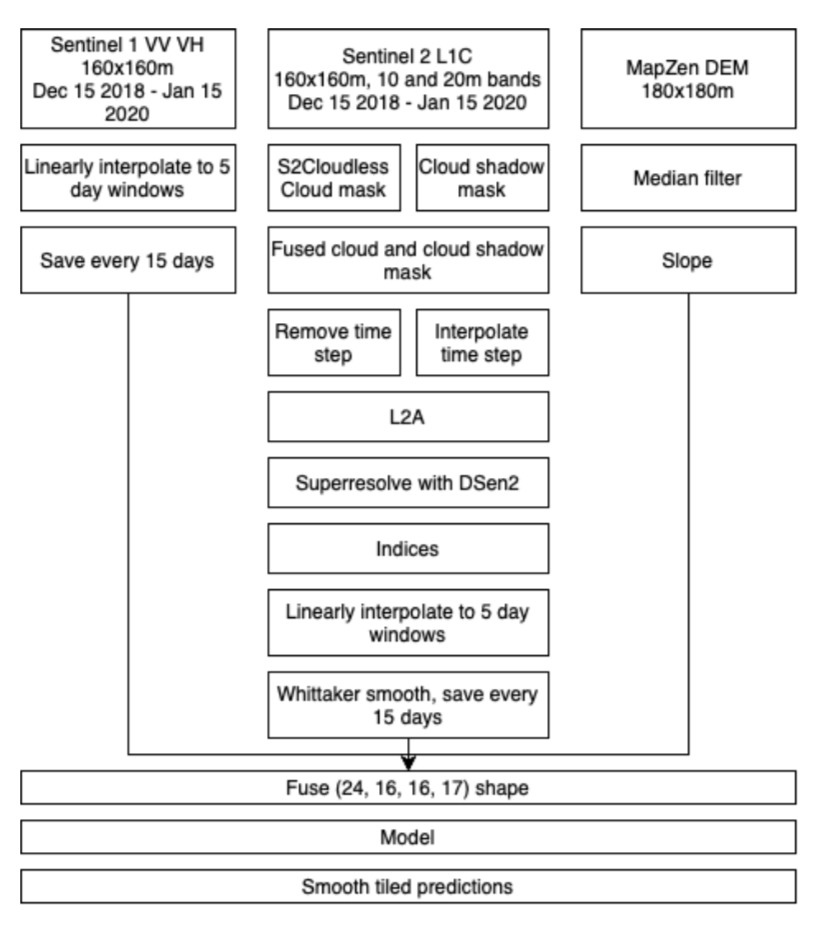 Sentinel 1 VV VH
160x160m
Dec 15 2018 - Jan 15
2020
Linearly interpolate to 5
day windows
Save every 15 days
Sentinel 2 L1C
160x160m, 10 and 20m bands
Dec 15 2018 - Jan 15 2020
S2Cloudless
Cloud mask
Cloud shadow
mask
Fused cloud and cloud shadow
mask
Remove time
step
Interpolate
time step
L2A
Superresolve with DSen2
Indices
Linearly interpolate to 5 day
windows
Whittaker smooth, save every
15 days
MapZen DEM
180x180m
Median filter
Slope
Fuse (24, 16, 16, 17) shape
Model
Smooth tiled predictions